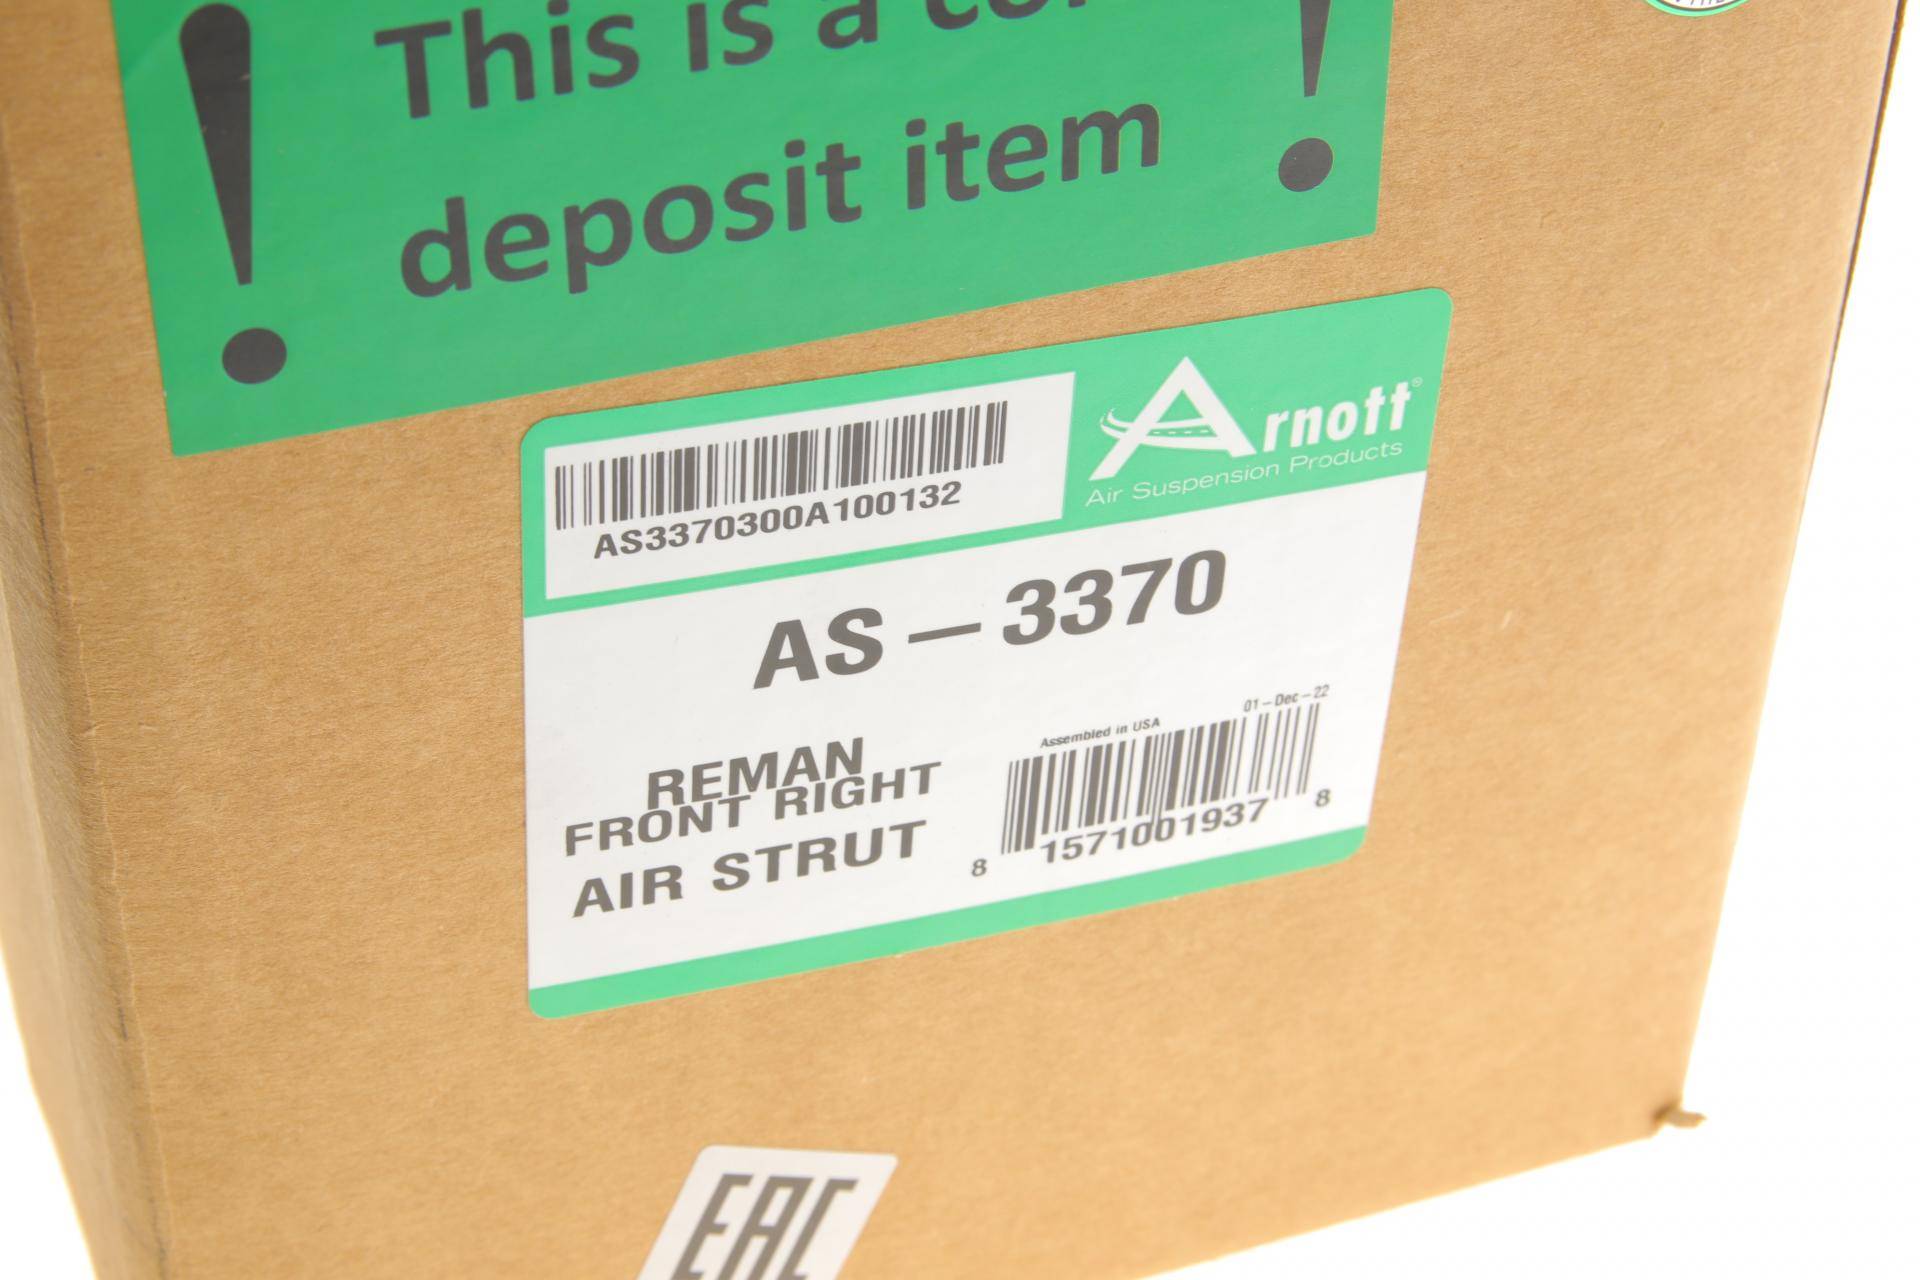 This is a
deposit item
Arnott®
Air Suspension Products
AS3370300A100132
AS-3370
REMAN
FRONT RIGHT
AIR STRUT
Assembled in USA
01-Dec-22
8 1571001937 8
EAC